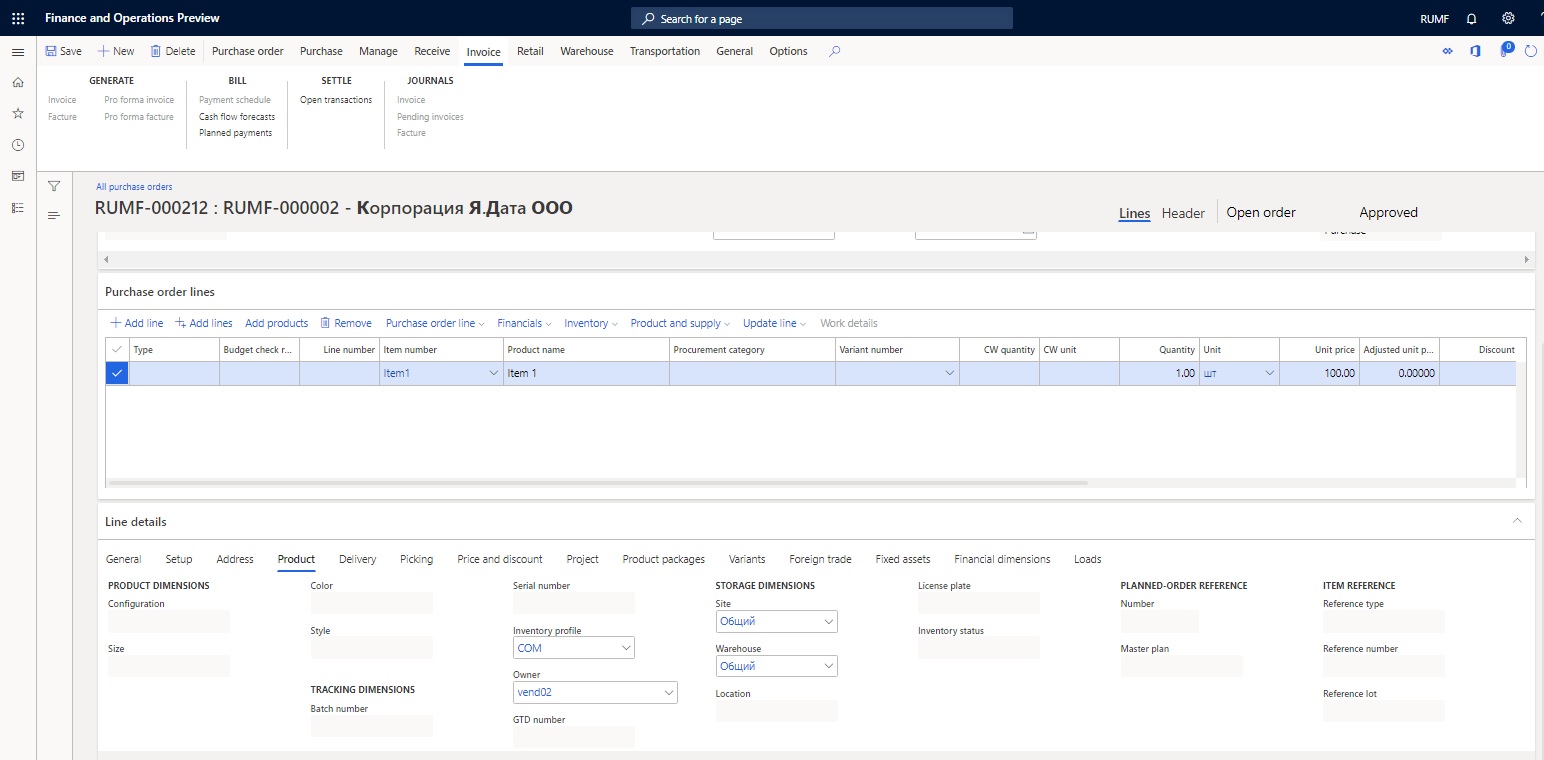 Finance and Operations Preview
Search for a page
RUMF
Save New Delete Purchase order Purchase Manage Receive Invoice Retail Warehouse Transportation General Options
0
GENERATE BILL SETTLE JOURNALS
Invoice Pro forma invoice Payment schedule Open transactions Invoice
Facture Pro forma facture Cash flow forecasts Pending invoices
Planned payments Facture
All purchase orders
RUMF-000212 : RUMF-000002 - Корпорация Я.Дата ООО
Lines Header Open order Approved
Purchase order lines
Add line Add lines Add products Remove Purchase order line Financials Inventory Product and supply Update line Work details
Type Budget check r... Line number Item number Product name Procurement category Variant number CW quantity CW unit Quantity Unit Unit price Adjusted unit p... Discount
Item1 Item 1 1.00 шт 100.00 0.00000
Line details
General Setup Address Product Delivery Picking Price and discount Project Product packages Variants Foreign trade Fixed assets Financial dimensions Loads
PRODUCT DIMENSIONS Color Serial number STORAGE DIMENSIONS License plate PLANNED-ORDER REFERENCE ITEM REFERENCE
Configuration Site Number Reference type
Общий
Style Inventory profile Inventory status
Size COM Warehouse Master plan Reference number
Общий
Owner
TRACKING DIMENSIONS vend02 Location Reference lot
Batch number
GTD number